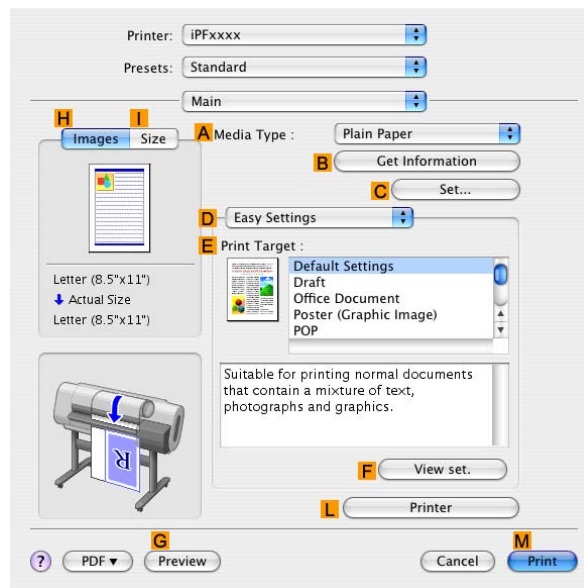 Printer: iPFxxxx
Presets: Standard
Main
H I
Images Size
A Media Type : Plain Paper
B Get Information
C Set...
D Easy Settings
E Print Target :
Default Settings
Draft
Office Document
Poster (Graphic Image)
POP
Letter (8.5"x11")
Actual Size
Letter (8.5"x11")
Suitable for printing normal documents
that contain a mixture of text,
photographs and graphics.
R
F View set.
L Printer
G M
? PDF▼ Preview Cancel Print